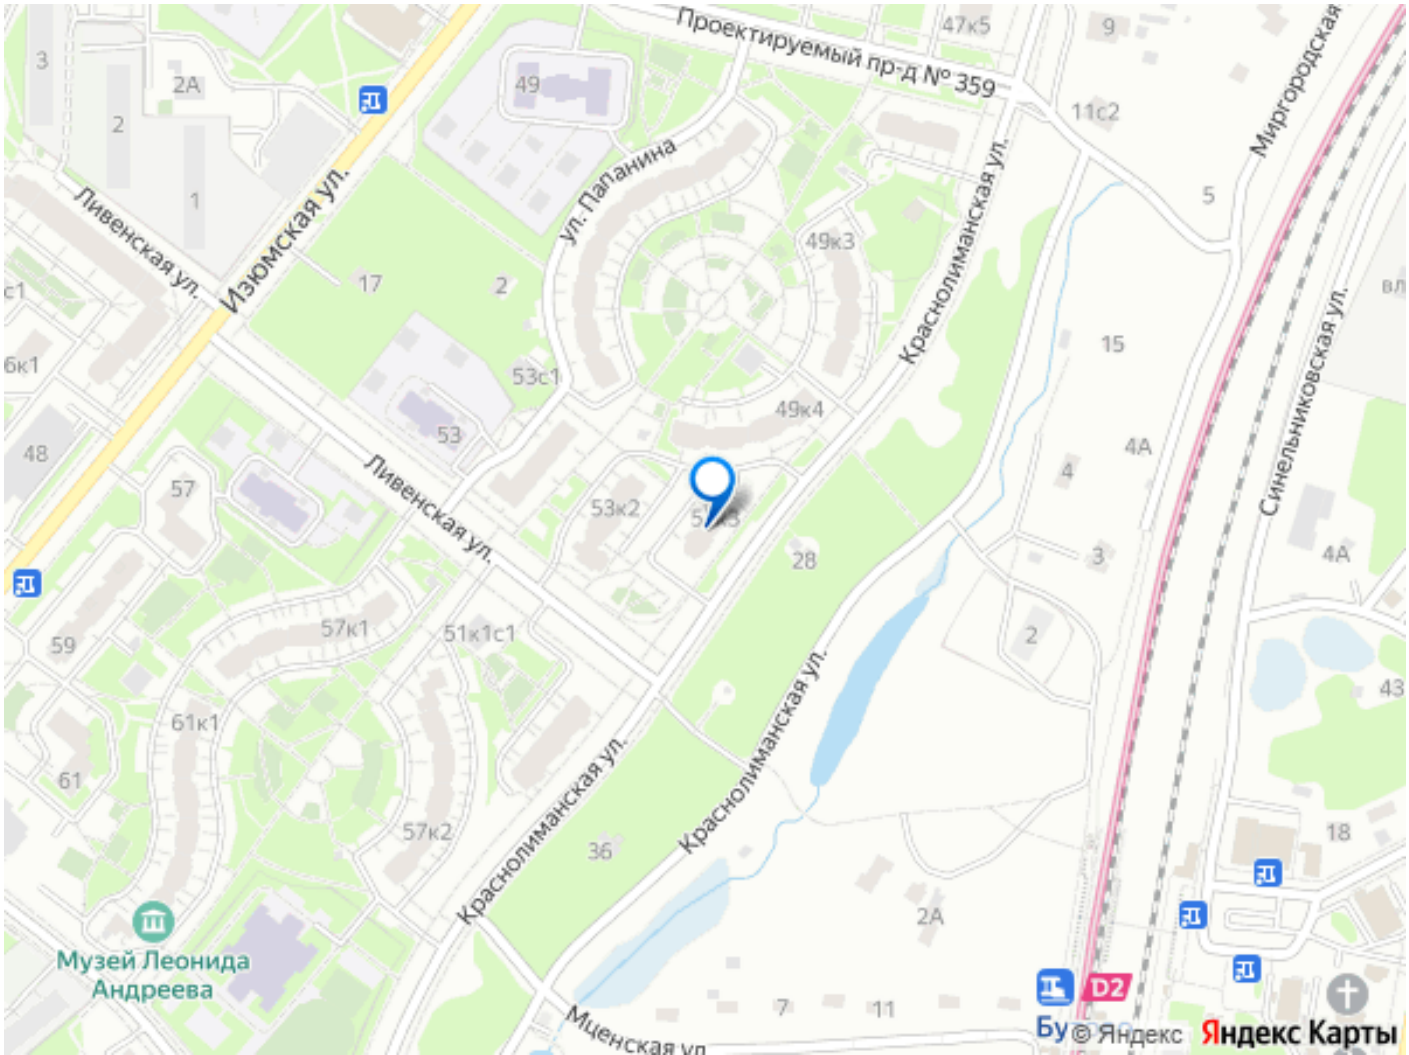 Проектируемый пр-д № 359
47к5
9
3
2А
49
11с2
Миргородская
2
1
ул. Папанина
Краснолиманская ул.
5
Ливенская ул.
Изюмская ул.
17
2
49к3
с1
вл
15
6к1
53с1
49к4
Синельниковская ул.
48
53
4А
4
57
Ливенская ул.
53к2
28
3
4А
59
57к1
51к1с1
2
43
Краснолиманская ул.
61к1
61
Краснолиманская ул.
57к2
36
18
2А
Музей Леонида
Андреева
7
11
D2
Мценская ул.
© Яндекс
Яндекс Карты